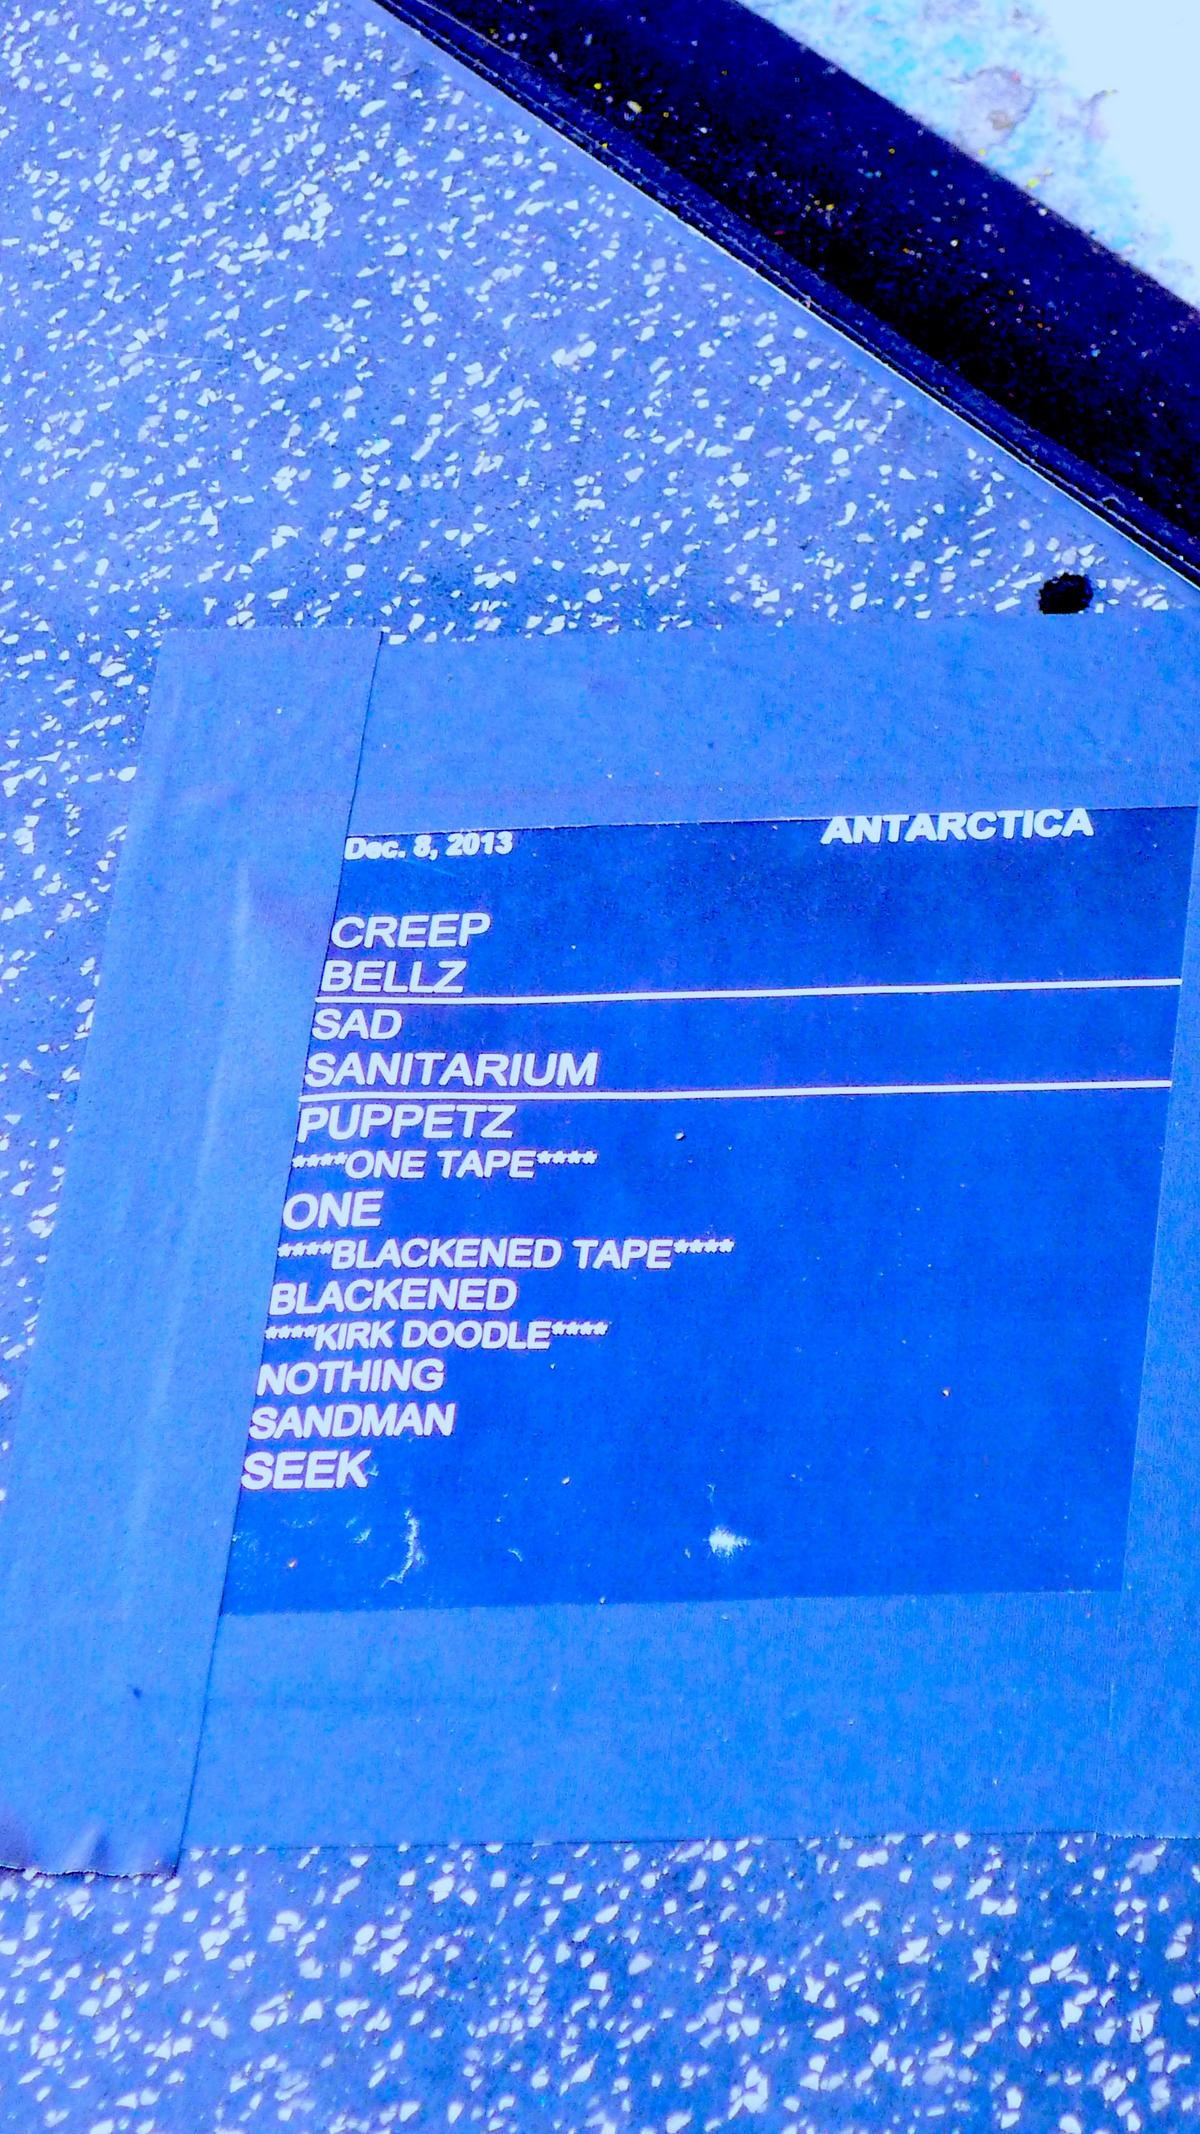 Dec. 8, 2013 ANTARCTICA
CREEP
BELLZ
SAD
SANITARIUM
PUPPETZ
****ONE TAPE****
ONE
****BLACKENED TAPE****
BLACKENED
****KIRK DOODLE****
NOTHING
SANDMAN
SEEK